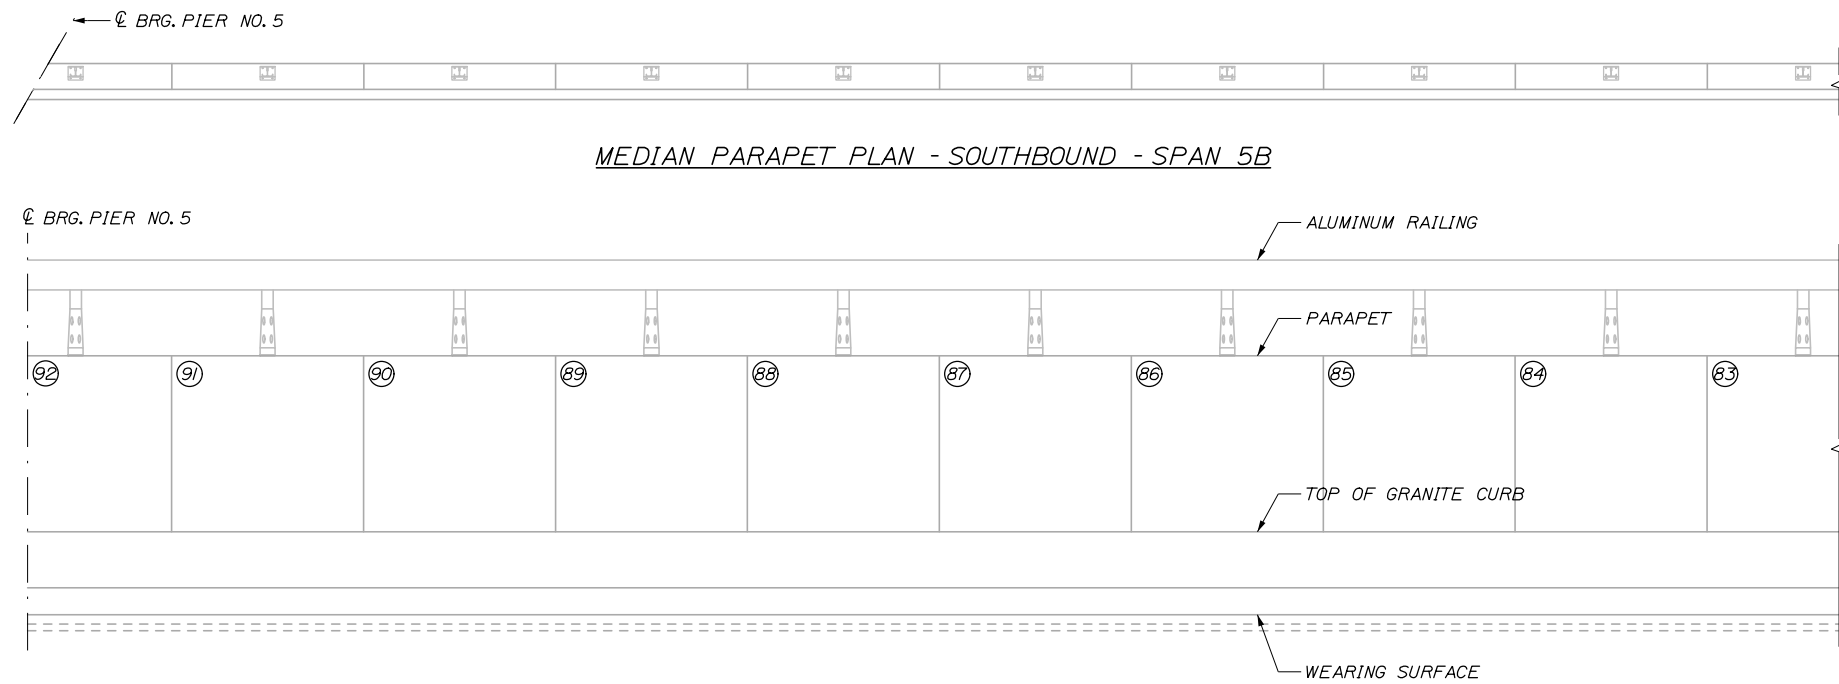 ℄ BRG. PIER NO. 5
MEDIAN PARAPET PLAN - SOUTHBOUND - SPAN 5B
℄ BRG. PIER NO. 5
ALUMINUM RAILING
PARAPET
92 91 90 89 88 87 86 85 84 83
TOP OF GRANITE CURB
WEARING SURFACE